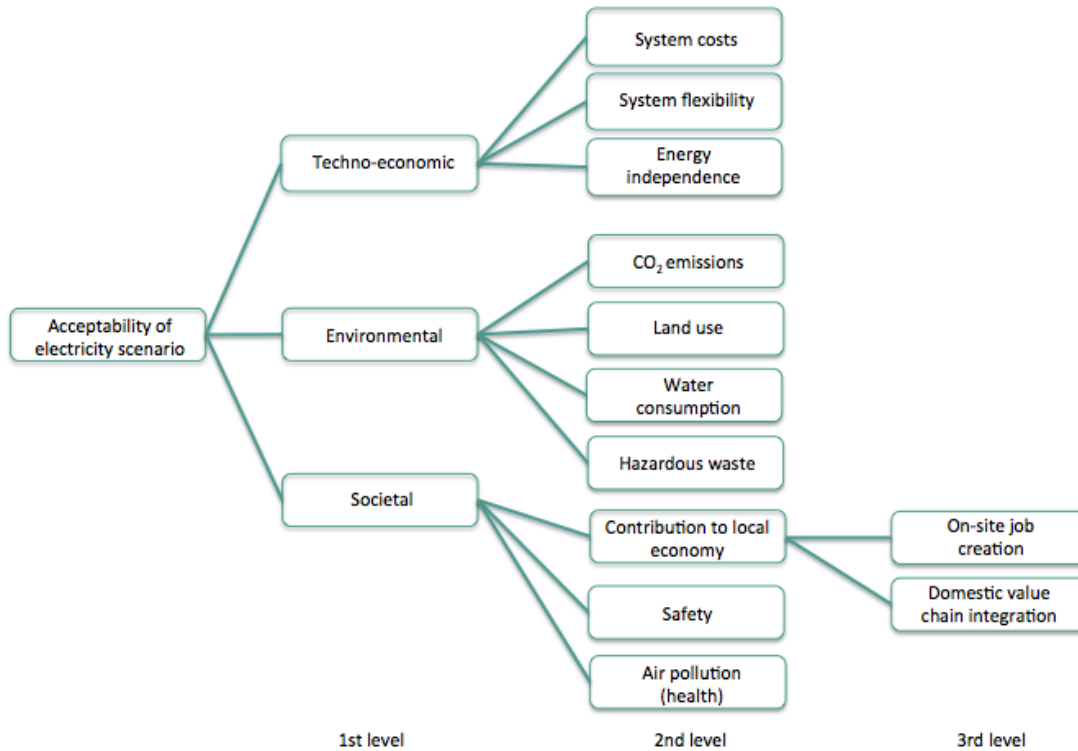 System costs
System flexibility
Techno-economic
Energy
independence
CO₂ emissions
Acceptability of
electricity scenario
Environmental
Land use
Water
consumption
Hazardous waste
Societal
Contribution to local
economy
On-site job
creation
Domestic value
chain integration
Safety
Air pollution
(health)
1st level
2nd level
3rd level